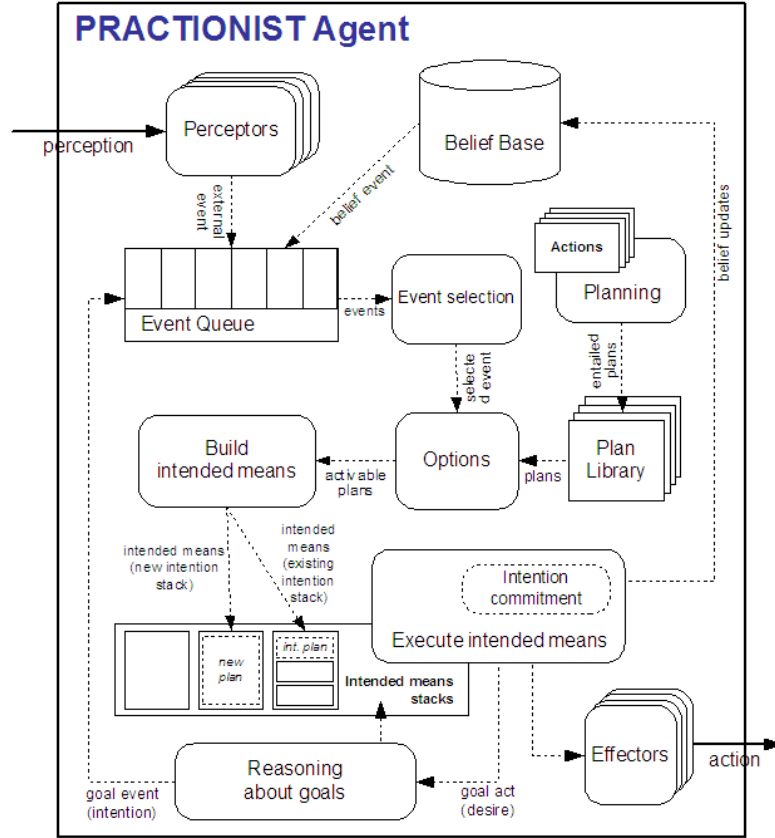 PRACTIONIST Agent
Perceptors
perception
Belief Base
external
event
belief event
belief updates
Actions
Planning
Event Queue
events
Event selection
entailed
plans
selecte
d event
Build
intended means
activable
plans
Options
plans
Plan
Library
intended means
(new intention
stack)
intended
means
(existing
intention
stack)
Intention
commitment
Execute intended means
new
plan
int. plan
Intended means
stacks
Reasoning
about goals
goal event
(intention)
goal act
(desire)
Effectors
action